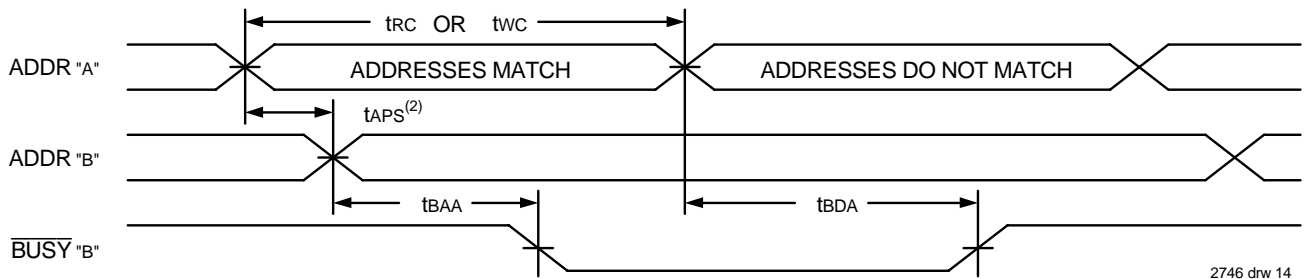 tRC OR tWC
ADDR "A"
ADDRESSES MATCH
ADDRESSES DO NOT MATCH
tAPS(2)
ADDR "B"
tBAA
tBDA
BUSY "B"
2746 drw 14